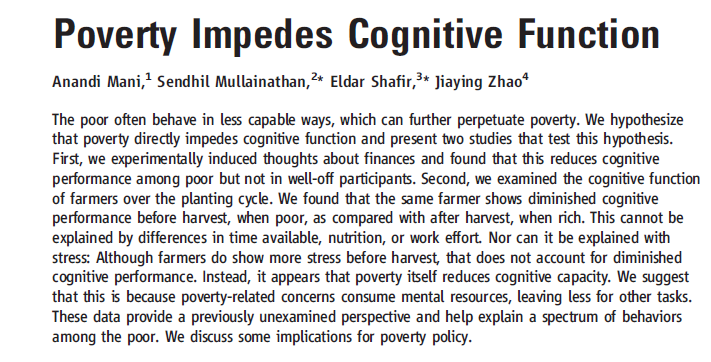 Poverty Impedes Cognitive Function
Anandi Mani,1 Sendhil Mullainathan,2* Eldar Shafir,3* Jiaying Zhao4
The poor often behave in less capable ways, which can further perpetuate poverty. We hypothesize
that poverty directly impedes cognitive function and present two studies that test this hypothesis.
First, we experimentally induced thoughts about finances and found that this reduces cognitive
performance among poor but not in well-off participants. Second, we examined the cognitive function
of farmers over the planting cycle. We found that the same farmer shows diminished cognitive
performance before harvest, when poor, as compared with after harvest, when rich. This cannot be
explained by differences in time available, nutrition, or work effort. Nor can it be explained with
stress: Although farmers do show more stress before harvest, that does not account for diminished
cognitive performance. Instead, it appears that poverty itself reduces cognitive capacity. We suggest
that this is because poverty-related concerns consume mental resources, leaving less for other tasks.
These data provide a previously unexamined perspective and help explain a spectrum of behaviors
among the poor. We discuss some implications for poverty policy.